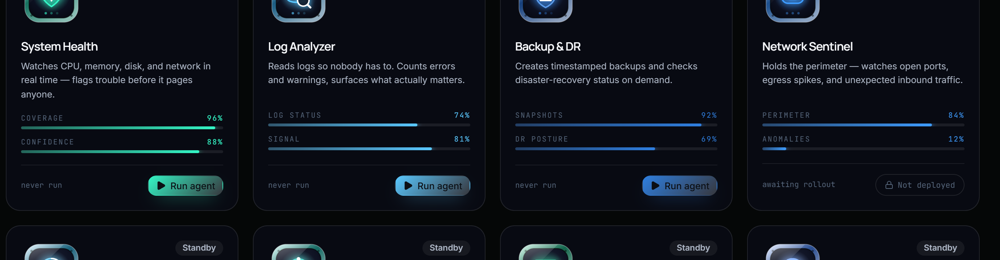 System Health
Watches CPU, memory, disk, and network in
real time — flags trouble before it pages
anyone.
COVERAGE 96%
CONFIDENCE 88%
never run
Run agent
Log Analyzer
Reads logs so nobody has to. Counts errors
and warnings, surfaces what actually matters.
LOG STATUS 74%
SIGNAL 81%
never run
Run agent
Backup & DR
Creates timestamped backups and checks
disaster-recovery status on demand.
SNAPSHOTS 92%
DR POSTURE 69%
never run
Run agent
Network Sentinel
Holds the perimeter — watches open ports,
egress spikes, and unexpected inbound traffic.
PERIMETER 84%
ANOMALIES 12%
awaiting rollout
Not deployed
Standby
Standby
Standby
Standby